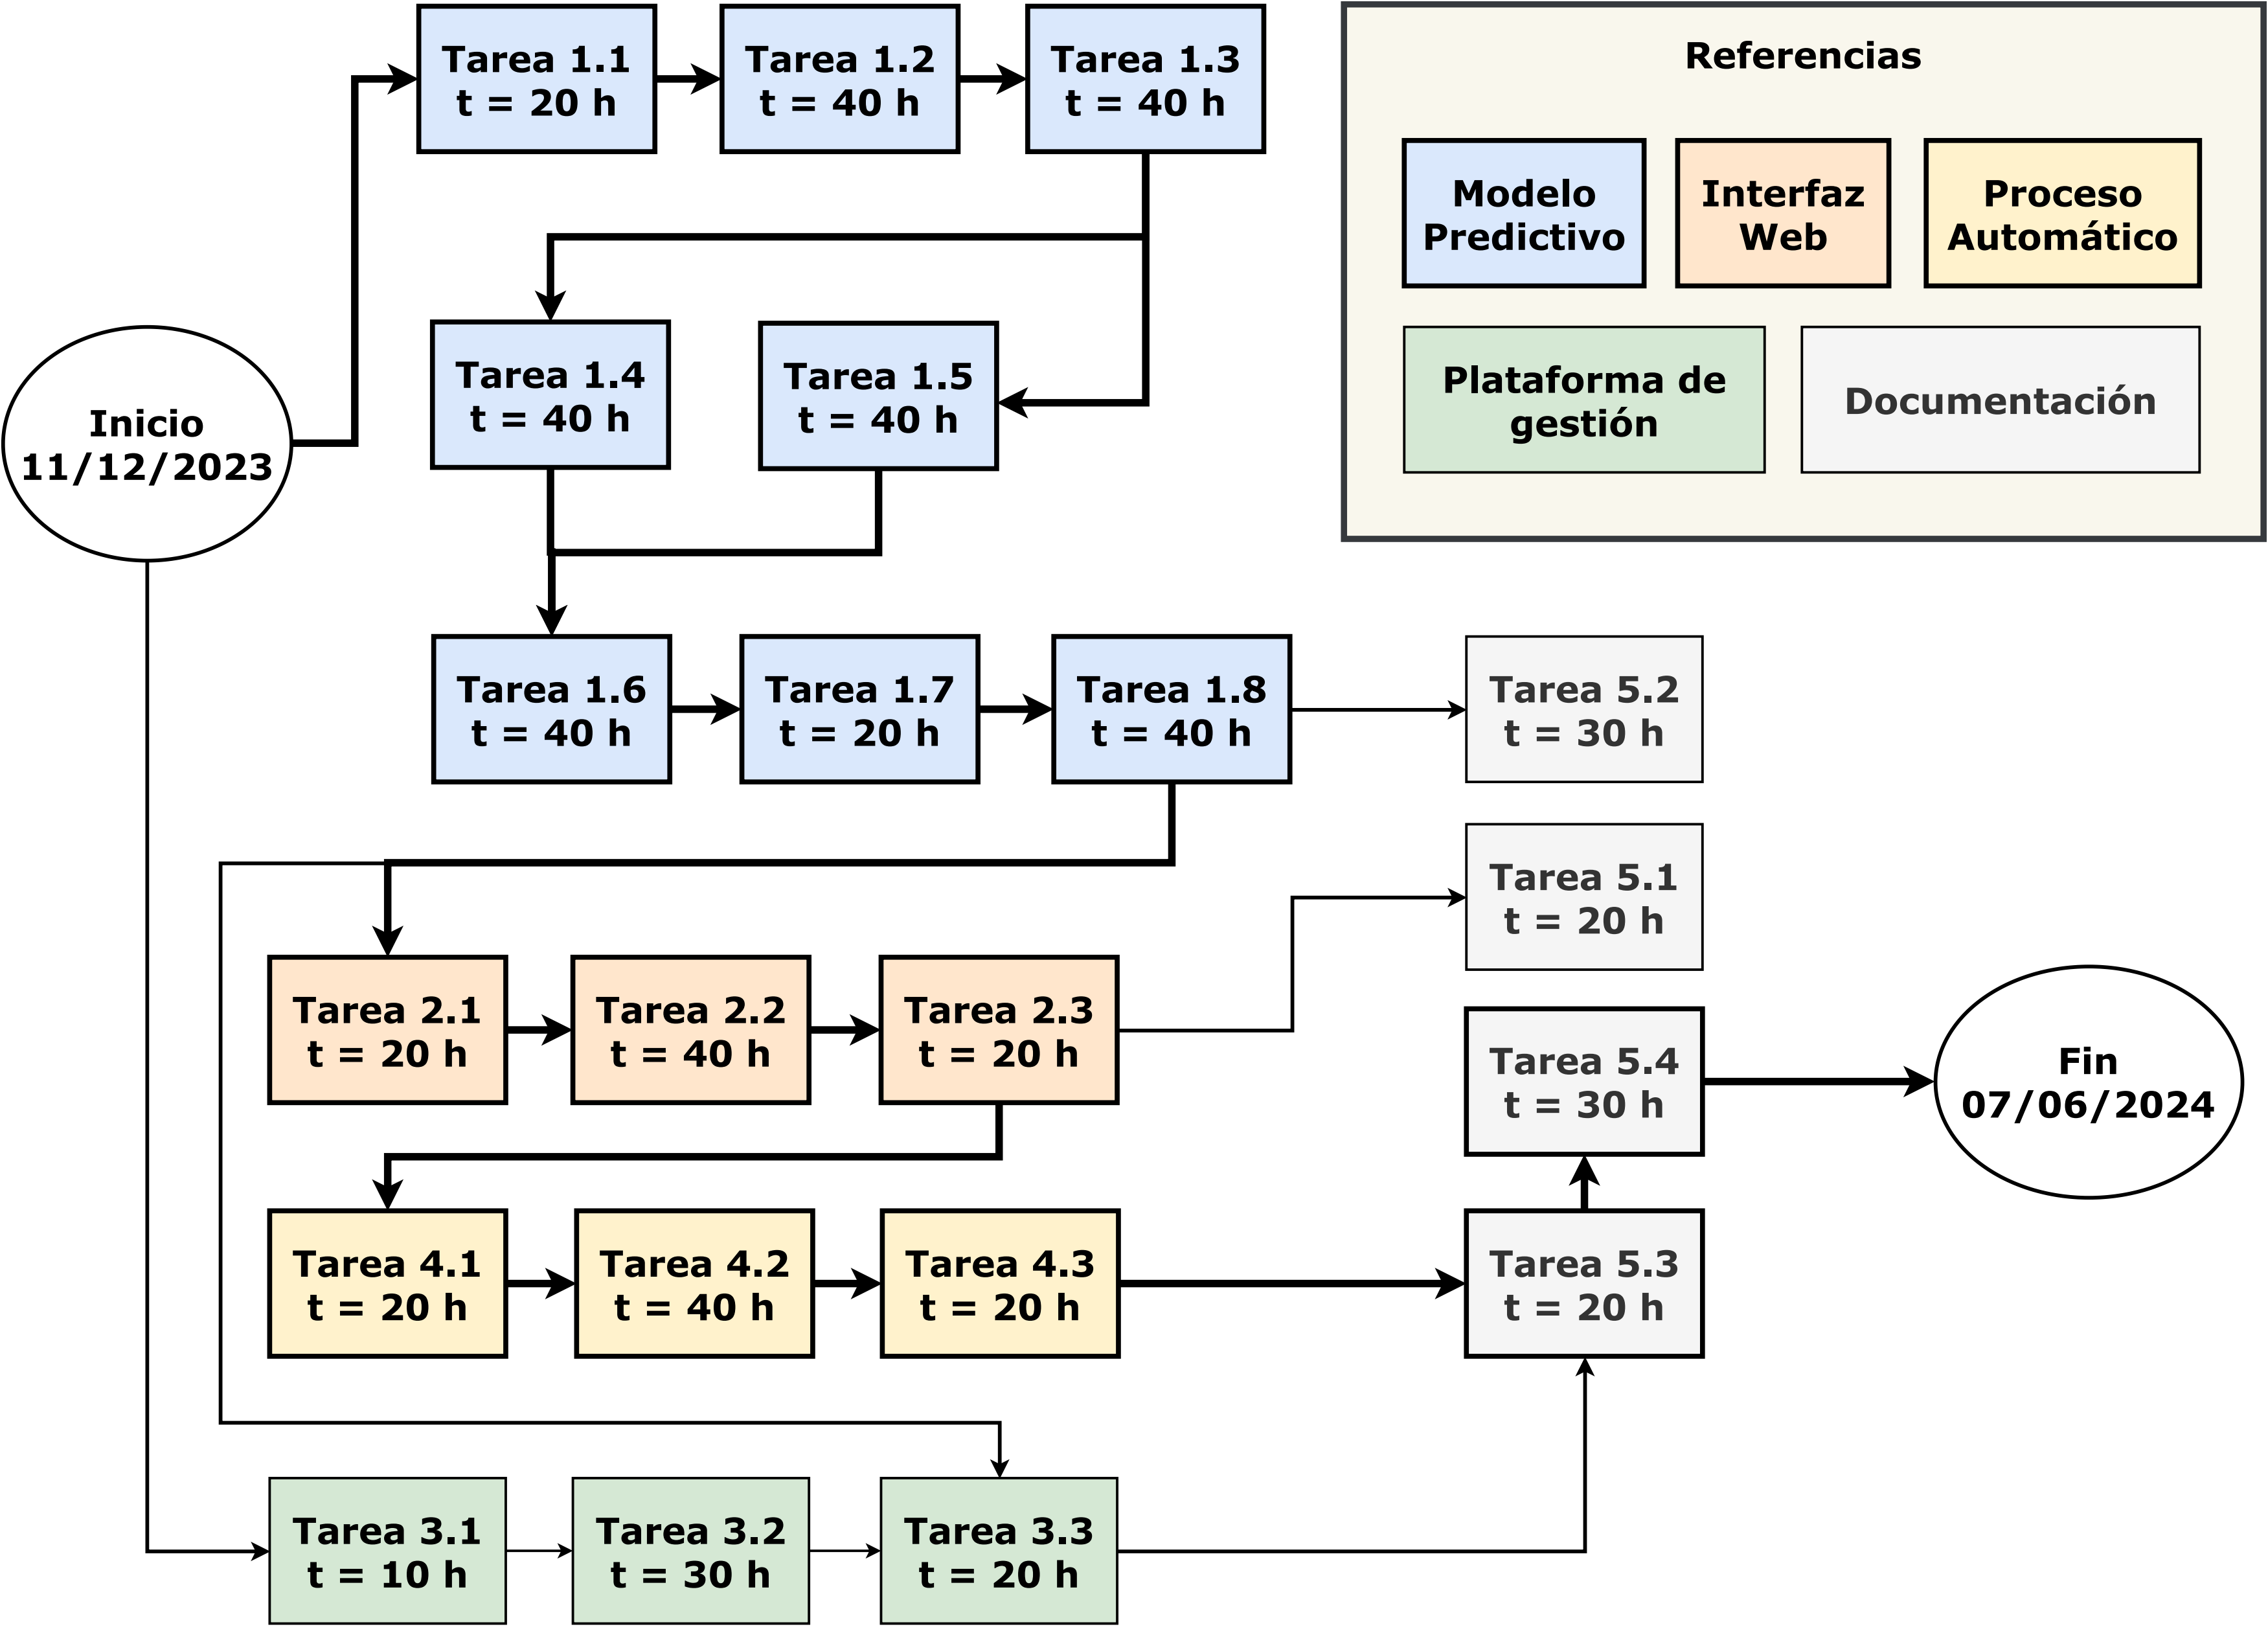 Tarea 1.1
t = 20 h
Tarea 1.2
t = 40 h
Tarea 1.3
t = 40 h
Referencias
Modelo
Predictivo
Interfaz
Web
Proceso
Automático
Plataforma de
gestión
Documentación
Inicio
11/12/2023
Tarea 1.4
t = 40 h
Tarea 1.5
t = 40 h
Tarea 1.6
t = 40 h
Tarea 1.7
t = 20 h
Tarea 1.8
t = 40 h
Tarea 5.2
t = 30 h
Tarea 5.1
t = 20 h
Tarea 2.1
t = 20 h
Tarea 2.2
t = 40 h
Tarea 2.3
t = 20 h
Tarea 5.4
t = 30 h
Fin
07/06/2024
Tarea 4.1
t = 20 h
Tarea 4.2
t = 40 h
Tarea 4.3
t = 20 h
Tarea 5.3
t = 20 h
Tarea 3.1
t = 10 h
Tarea 3.2
t = 30 h
Tarea 3.3
t = 20 h